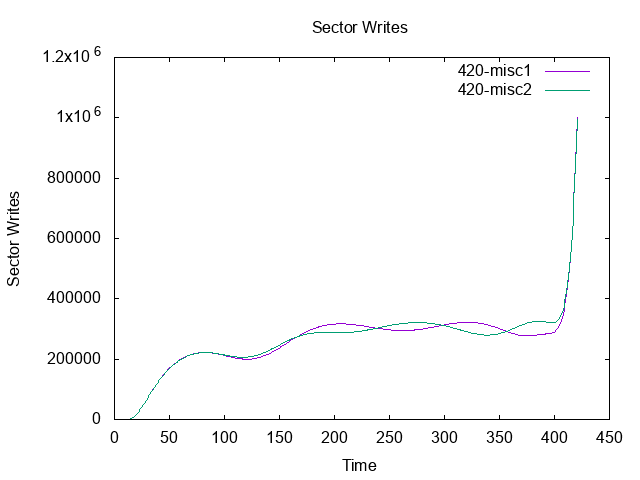 Sector Writes
1.2x10^6
1x10^6
800000
600000
400000
200000
0
Sector Writes
420-misc1
420-misc2
0 50 100 150 200 250 300 350 400 450
Time